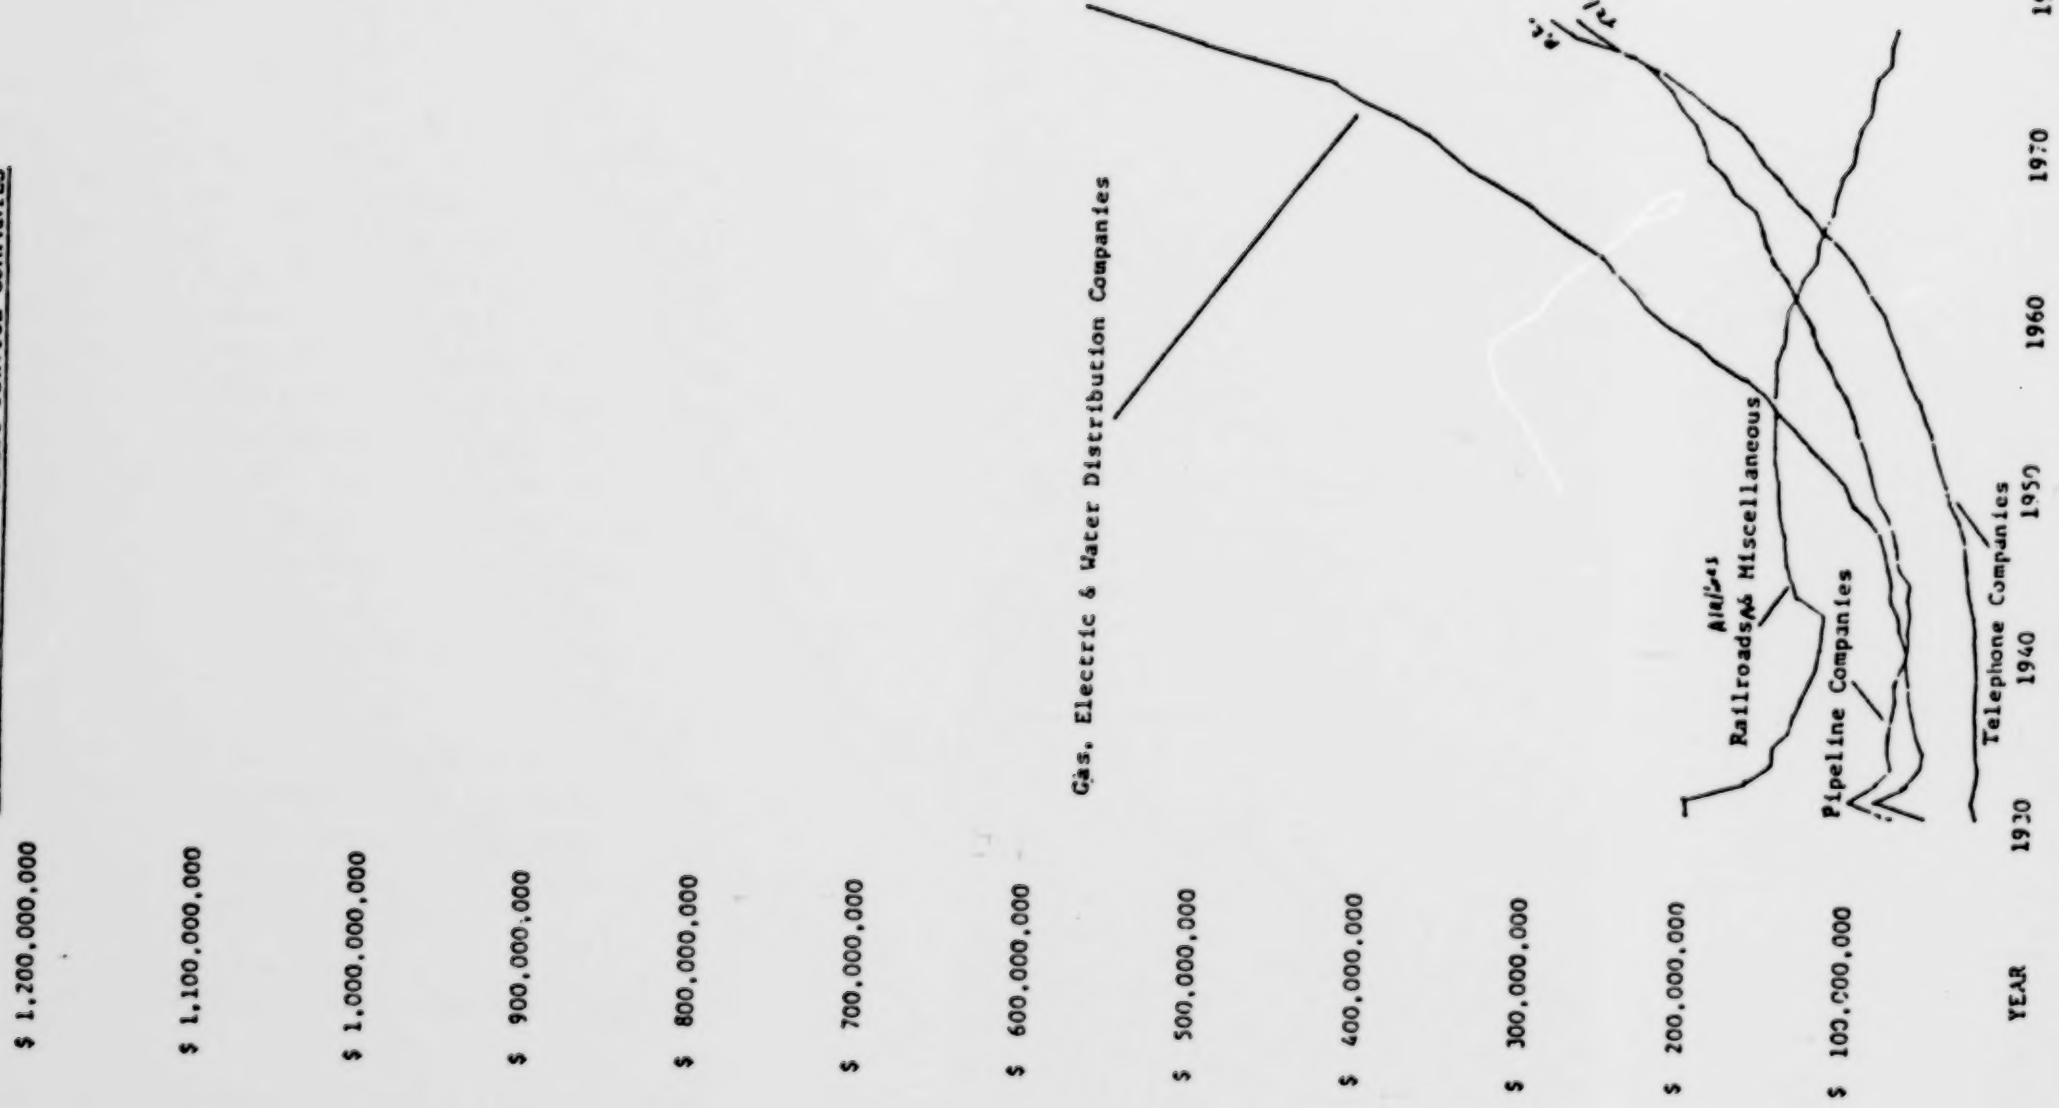 $ 1,200,000,000
$ 1,100,000,000
$ 1,000,000,000
$ 900,000,000
$ 800,000,000
$ 700,000,000
$ 600,000,000
$ 500,000,000
$ 400,000,000
$ 300,000,000
$ 200,000,000
$ 100,000,000
Gas, Electric & Water Distribution Companies
Airlines
Railroads & Miscellaneous
Pipeline Companies
Telephone Companies
P.L.
Tel
YEAR 1930 1940 1950 1960 1970